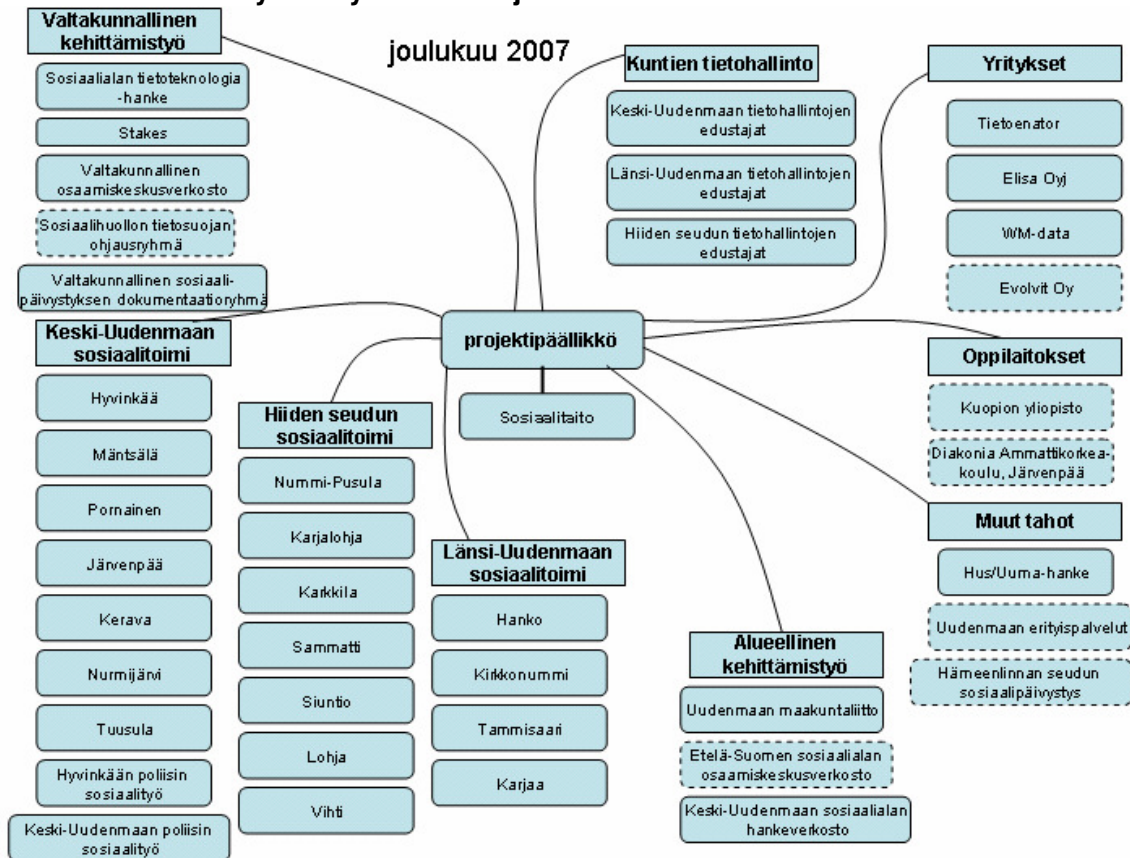 joulukuu 2007
Valtakunnallinen
kehittämistyö
Sosiaalialan tietoteknologia
-hanke
Stakes
Valtakunnallinen
osaamiskeskusverkosto
Sosiaalihuollon tietosuojan
ohjausryhmä
Valtakunnallinen sosiaali-
päivystyksen dokumentaatioryhmä
Kuntien tietohallinto
Keski-Uudenmaan tietohallintojen
edustajat
Länsi-Uudenmaan tietohallintojen
edustajat
Hiiden seudun tietohallintojen
edustajat
Yritykset
Tietoenator
Elisa Oyj
WM-data
Evolvit Oy
projektipäällikkö
Sosiaalitaito
Keski-Uudenmaan
sosiaalitoimi
Hyvinkää
Mäntsälä
Pornainen
Järvenpää
Kerava
Nurmijärvi
Tuusula
Hyvinkään poliisin
sosiaalityö
Keski-Uudenmaan poliisin
sosiaalityö
Hiiden seudun
sosiaalitoimi
Nummi-Pusula
Karjalohja
Karkkila
Sammatti
Siuntio
Lohja
Vihti
Länsi-Uudenmaan
sosiaalitoimi
Hanko
Kirkkonummi
Tammisaari
Karjaa
Alueellinen
kehittämistyö
Uudenmaan maakuntaliitto
Etelä-Suomen sosiaalialan
osaamiskeskusverkosto
Keski-Uudenmaan sosiaalialan
hankeverkosto
Oppilaitokset
Kuopion yliopisto
Diakonia Ammattikorkea-
koulu, Järvenpää
Muut tahot
Hus/Uuma-hanke
Uudenmaan erityispalvelut
Hämeenlinnan seudun
sosiaalipäivystys